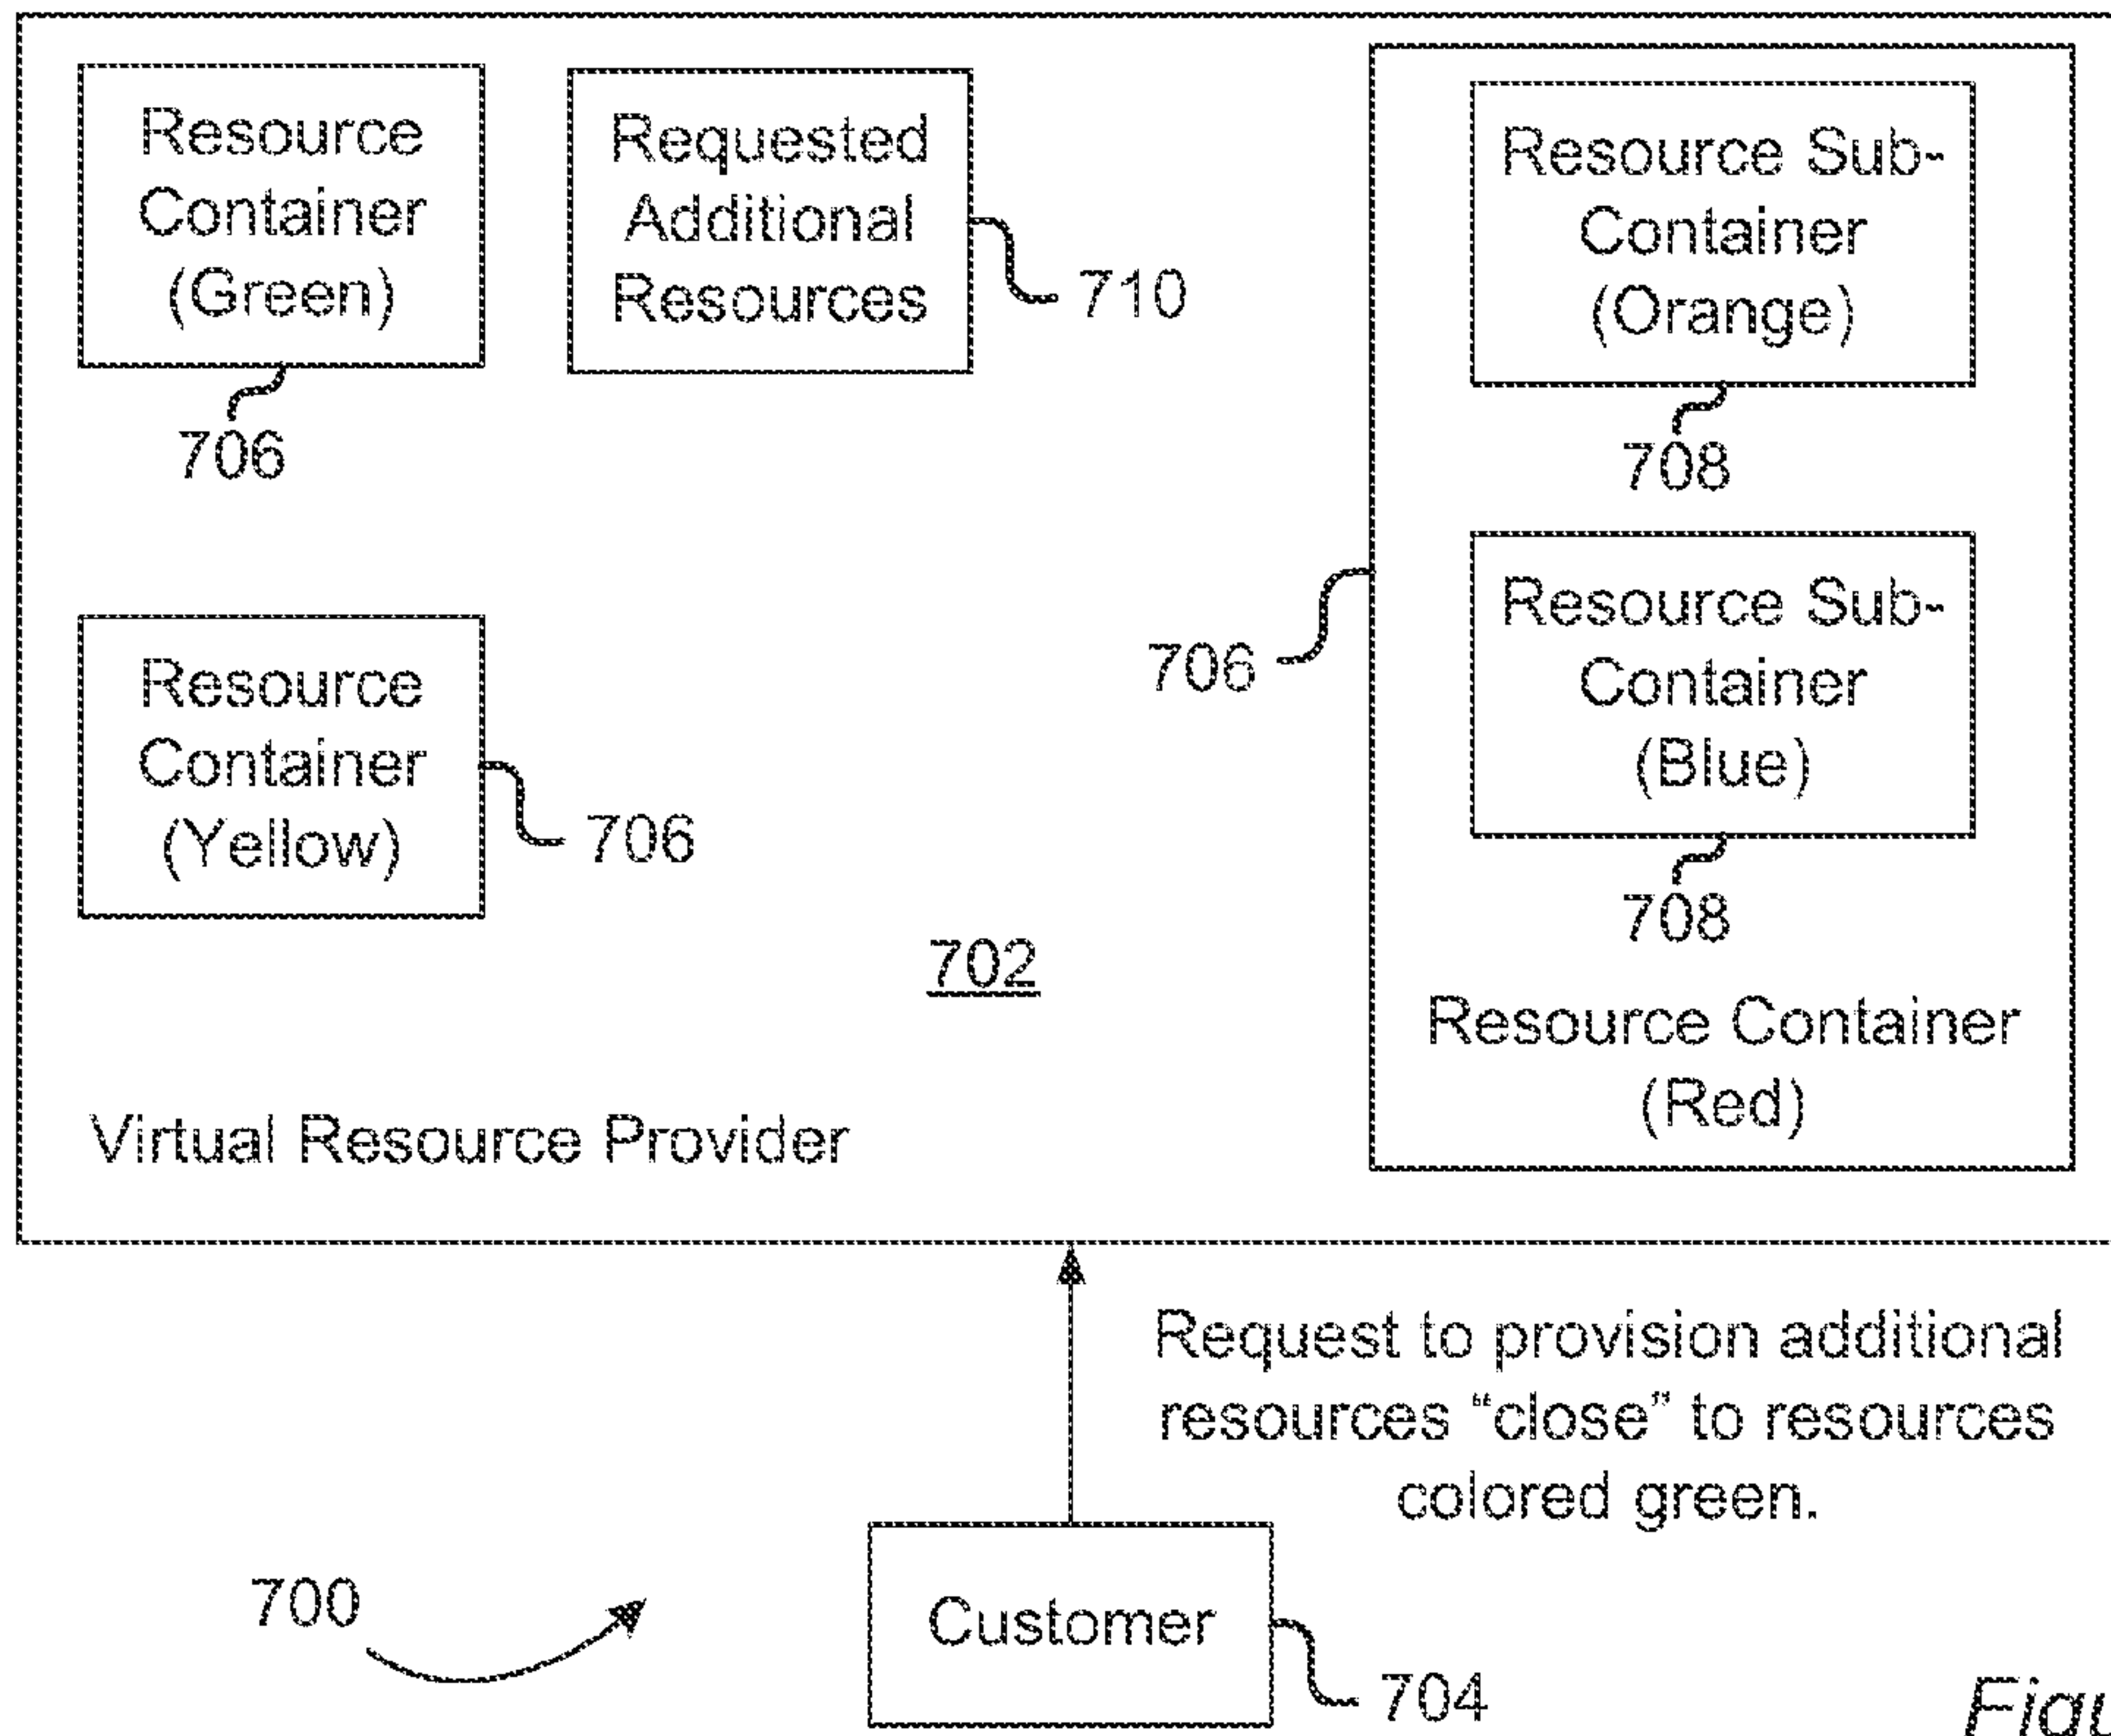 Resource
Container
(Green)
706
Requested
Additional
Resources
710
Resource Sub-
Container
(Orange)
708
Resource Sub-
Container
(Blue)
708
706
Resource Container
(Red)
Resource
Container
(Yellow)
706
702
Virtual Resource Provider
Request to provision additional
resources “close” to resources
colored green.
700
Customer
704